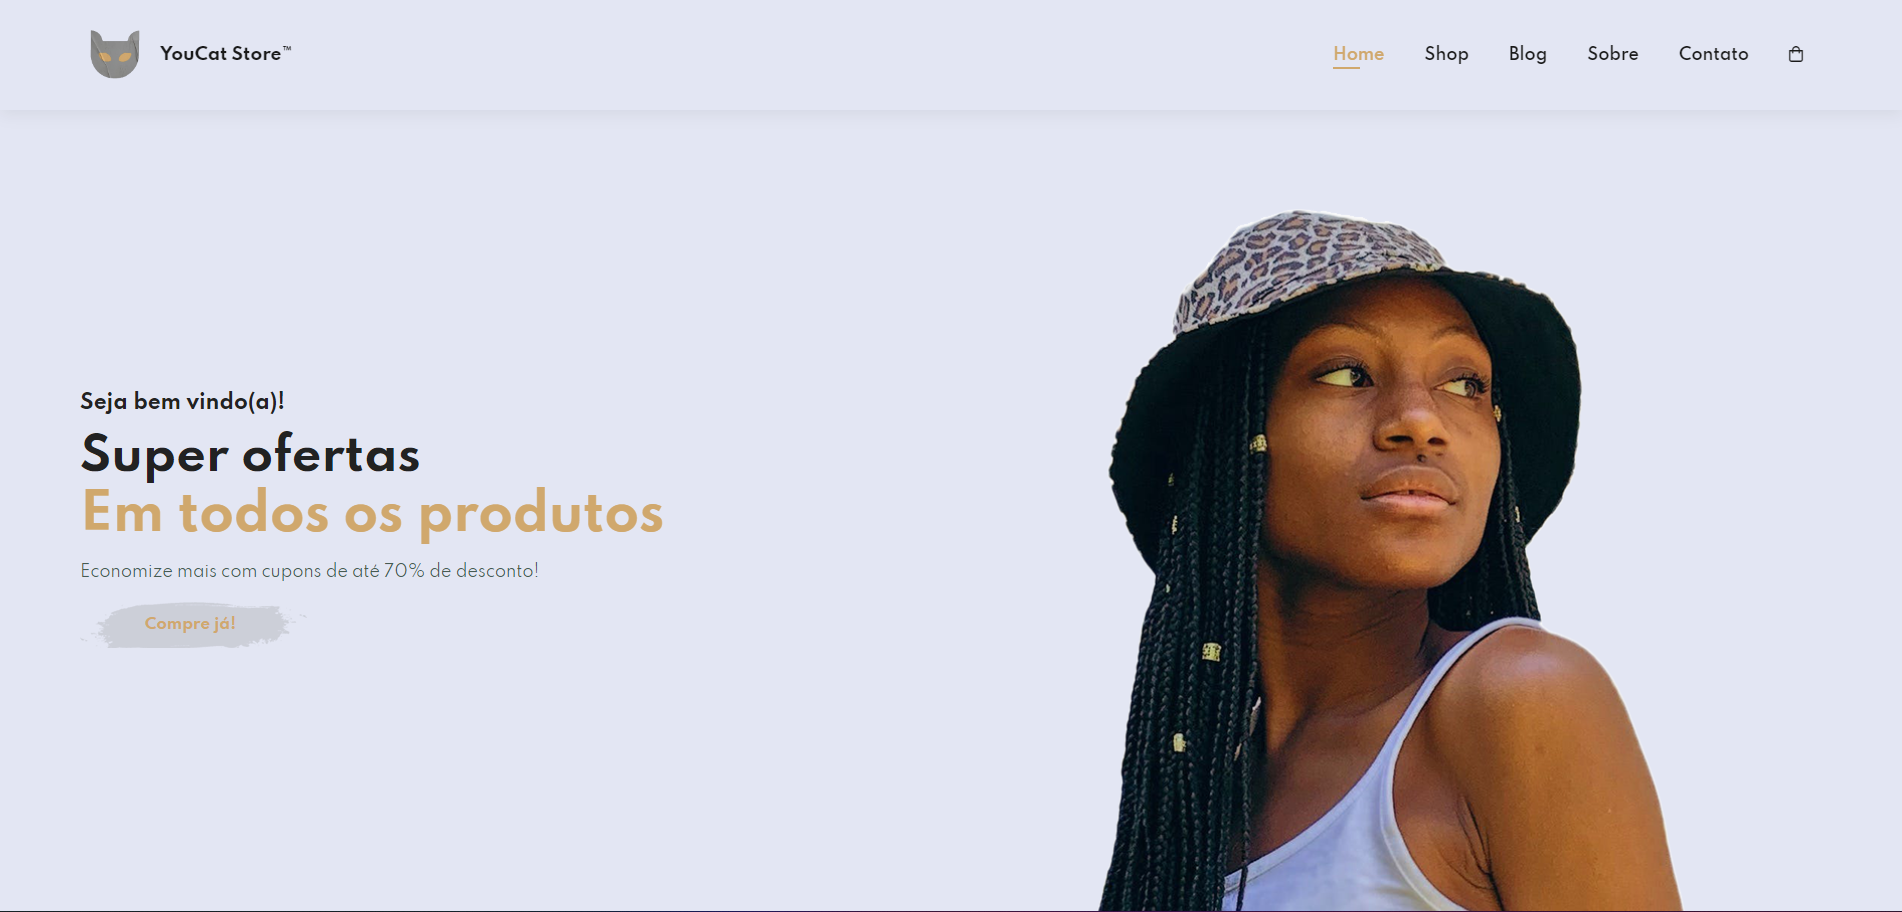 YouCat Store™
Home Shop Blog Sobre Contato
Seja bem vindo(a)!
Super ofertas
Em todos os produtos
Economize mais com cupons de até 70% de desconto!
Compre já!